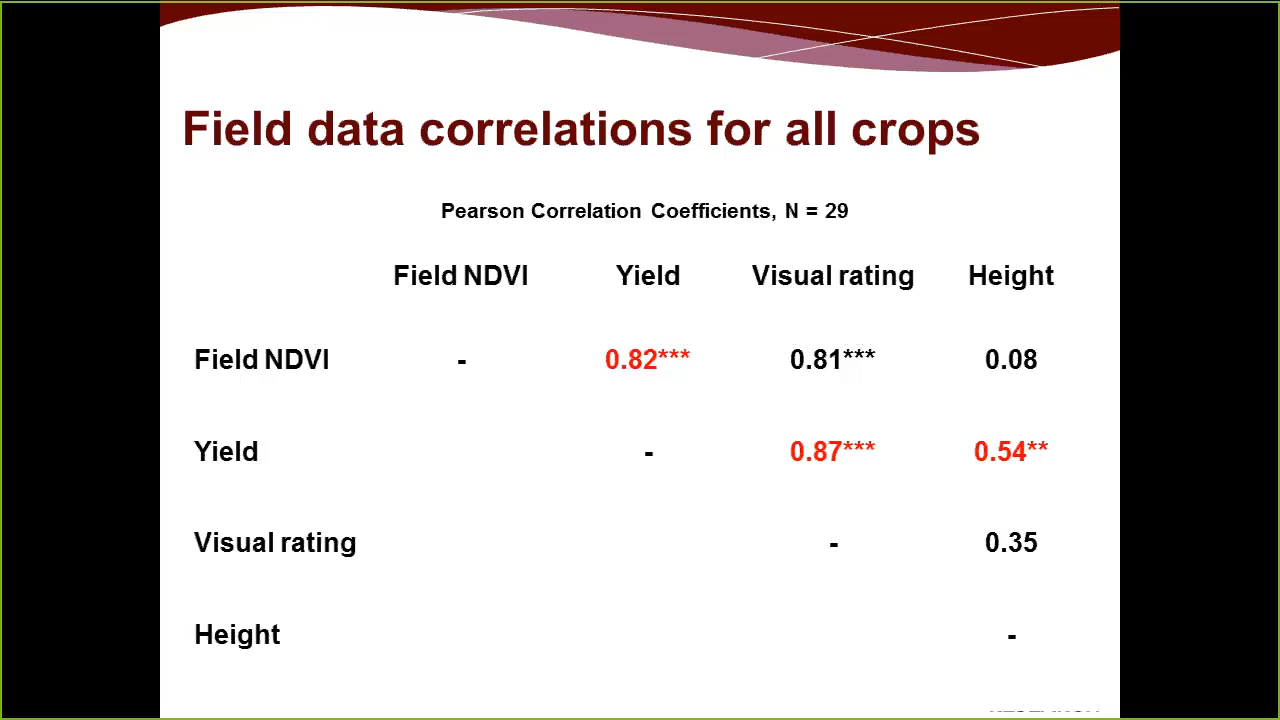 Field data correlations for all crops
Pearson Correlation Coefficients, N = 29
Field NDVI Yield Visual rating Height
Field NDVI - 0.82*** 0.81*** 0.08
Yield - 0.87*** 0.54**
Visual rating - 0.35
Height -